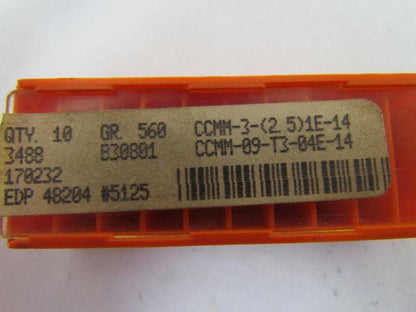 QTY. 10 GR. 560 CCMM-3-(2.5)1E-14
3488 830801 CCMM-09-T3-04E-14
170232
EDP 48204 #5125